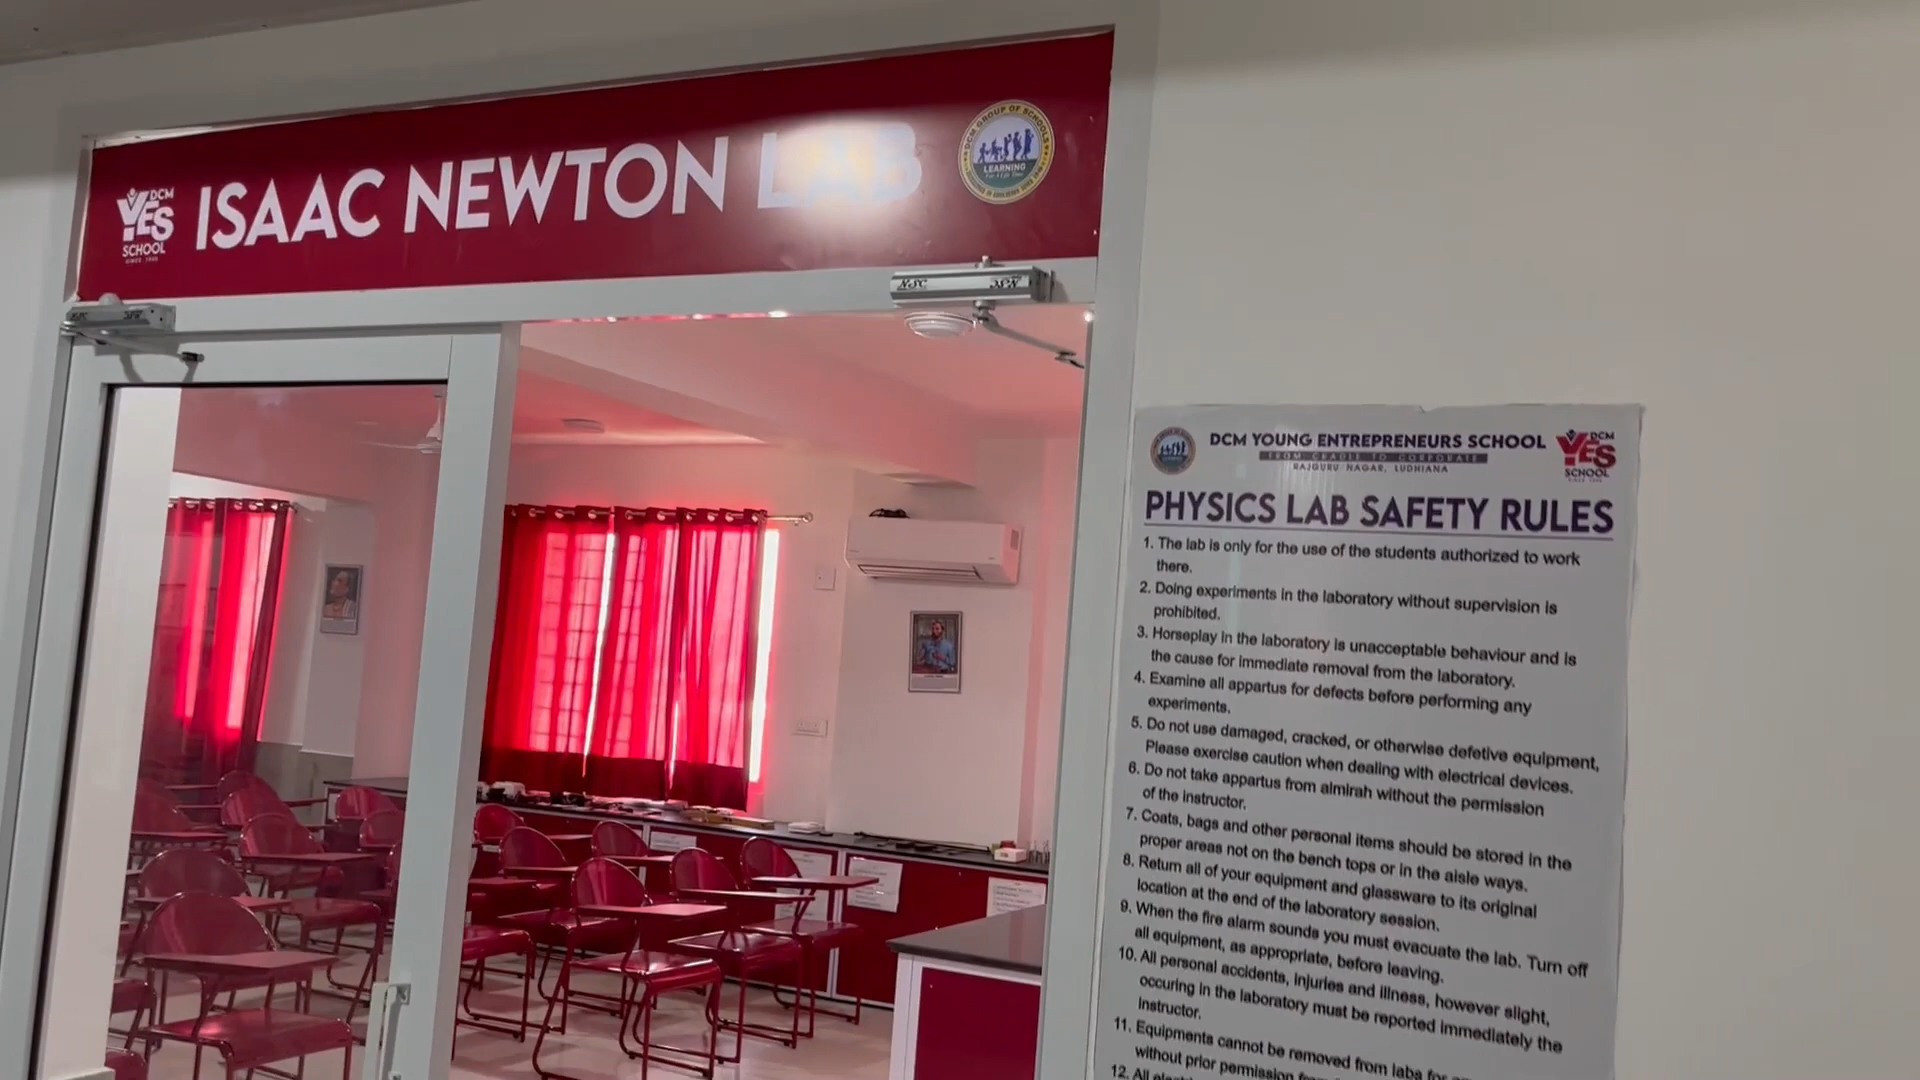 DCM
YES
SCHOOL
ISAAC NEWTON LAB
DCM GROUP OF SCHOOLS
LEARNING
For A Life Time
NSC
DCM YOUNG ENTREPRENEURS SCHOOL
FROM CRADLE TO CORPORATE
RAJGURU NAGAR, LUDHIANA
DCM
YES
SCHOOL
PHYSICS LAB SAFETY RULES
1. The lab is only for the use of the students authorized to work
there.
2. Doing experiments in the laboratory without supervision is
prohibited.
3. Horseplay in the laboratory is unacceptable behaviour and is
the cause for immediate removal from the laboratory.
4. Examine all appartus for defects before performing any
experiments.
5. Do not use damaged, cracked, or otherwise defetive equipment,
Please exercise caution when dealing with electrical devices.
6. Do not take appartus from almirah without the permission
of the instructor.
7. Coats, bags and other personal items should be stored in the
proper areas not on the bench tops or in the aisle ways.
8. Return all of your equipment and glassware to its original
location at the end of the laboratory session.
9. When the fire alarm sounds you must evacuate the lab. Turn off
all equipment, as appropriate, before leaving.
10. All personal accidents, injuries and illness, however slight,
occuring in the laboratory must be reported immediately the
instructor.
11. Equipments cannot be removed from labs for
without prior permission
12. All